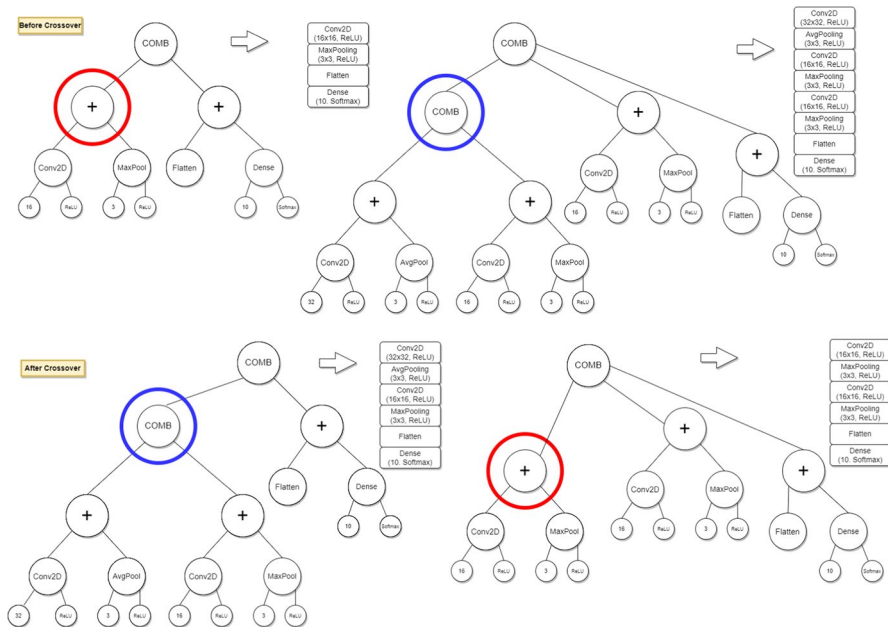 Before Crossover
COMB
+
+
Conv2D
MaxPool
Flatten
Dense
16
ReLU
3
ReLU
16
Softmax
Conv2D
(16x16, ReLU)
MaxPooling
(3x3, ReLU)
Flatten
Dense
(10. Softmax)
COMB
COMB
+
+
+
+
Conv2D
MaxPool
16
ReLU
3
ReLU
Flatten
Dense
10
Softmax
Conv2D
AvgPool
Conv2D
MaxPool
32
ReLU
3
ReLU
16
ReLU
3
ReLU
Conv2D
(32x32, ReLU)
AvgPooling
(3x3, ReLU)
Conv2D
(16x16, ReLU)
MaxPooling
(3x3, ReLU)
Conv2D
(16x16, ReLU)
MaxPooling
(3x3, ReLU)
Flatten
Dense
(10. Softmax)
After Crossover
COMB
COMB
+
+
+
Flatten
Dense
10
Softmax
Conv2D
AvgPool
Conv2D
MaxPool
32
ReLU
3
ReLU
16
ReLU
3
ReLU
Conv2D
(32x32, ReLU)
AvgPooling
(3x3, ReLU)
Conv2D
(16x16, ReLU)
MaxPooling
(3x3, ReLU)
Flatten
Dense
(10. Softmax)
COMB
+
+
+
Conv2D
MaxPool
16
ReLU
3
ReLU
Conv2D
MaxPool
16
ReLU
3
ReLU
Flatten
Dense
10
Softmax
Conv2D
(16x16, ReLU)
MaxPooling
(3x3, ReLU)
Conv2D
(16x16, ReLU)
MaxPooling
(3x3, ReLU)
Flatten
Dense
(10. Softmax)